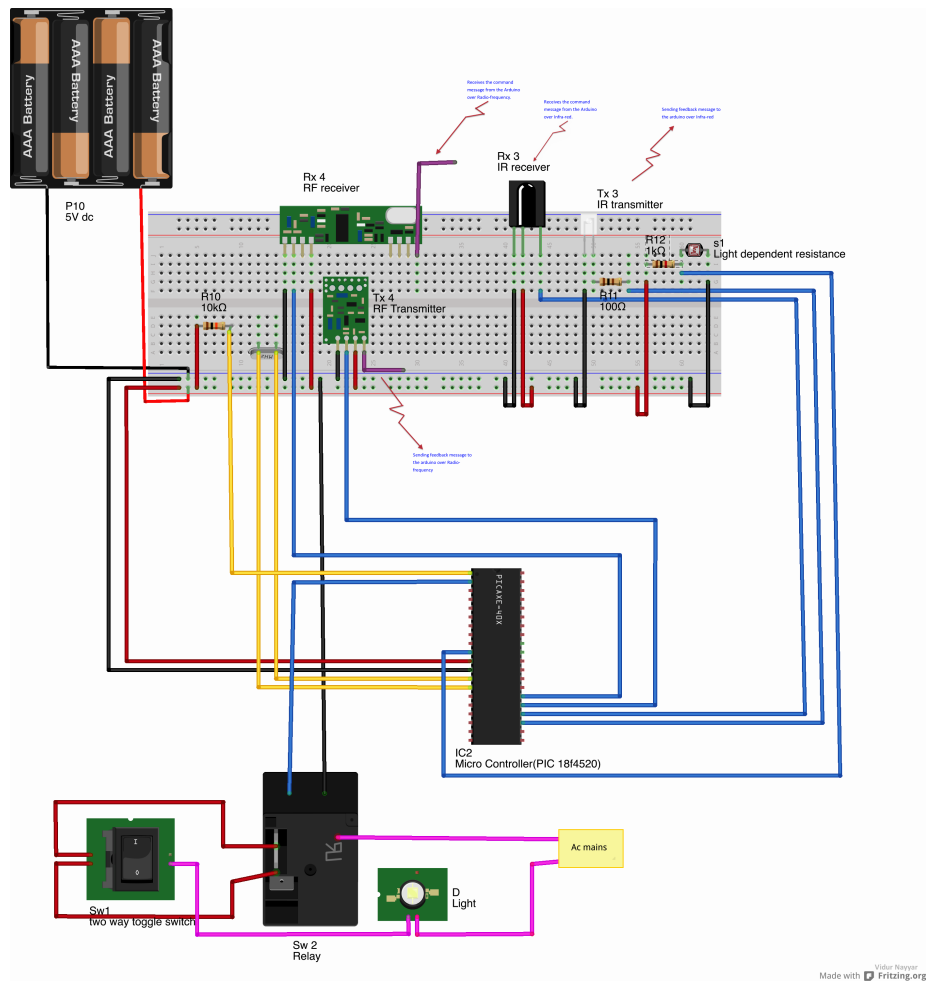 AAA Battery
AAA Battery
AAA Battery
AAA Battery
P10
5V dc
Receives the command
message from the Arduino
over Radio-frequency.
Receives the command
message from the Arduino
over Infra-red.
Sending feedback message to
the arduino over Infra-red
Rx 4
RF receiver
Rx 3
IR receiver
Tx 3
IR transmitter
R12
1kΩ
s1
Light dependent resistance
R10
10kΩ
Tx 4
RF Transmitter
R11
100Ω
Sending feedback message to
the arduino over Radio-
frequency
PICAXE-40X
IC2
Micro Controller(PIC 18f4520)
Ac mains
I
O
Sw1
two way toggle switch
D
Light
Sw 2
Relay
Vidur Nayyar
Made with Fritzing.org